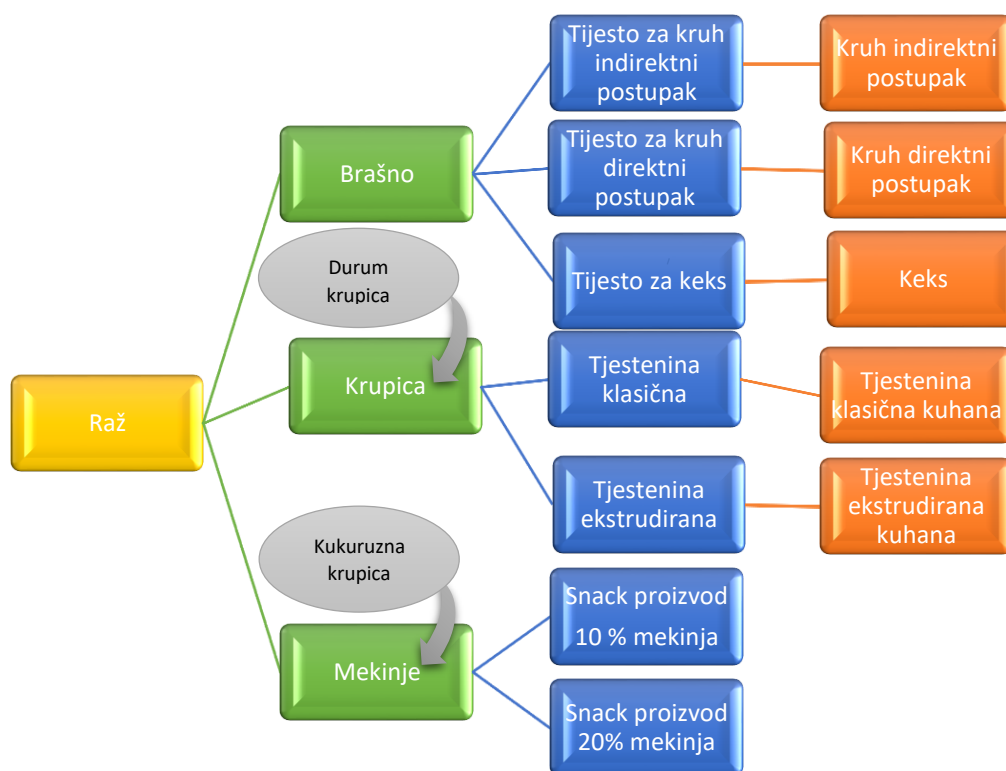 Tijesto za kruh
indirektni
postupak
Kruh indirektni
postupak
Brašno
Tijesto za kruh
direktni
postupak
Kruh direktni
postupak
Durum
krupica
Tijesto za keks
Keks
Krupica
Tjestenina
klasična
Tjestenina
klasična kuhana
Raž
Tjestenina
ekstrudirana
Tjestenina
ekstrudirana
kuhana
Kukuruzna
krupica
Snack proizvod
10 % mekinja
Mekinje
Snack proizvod
20% mekinja